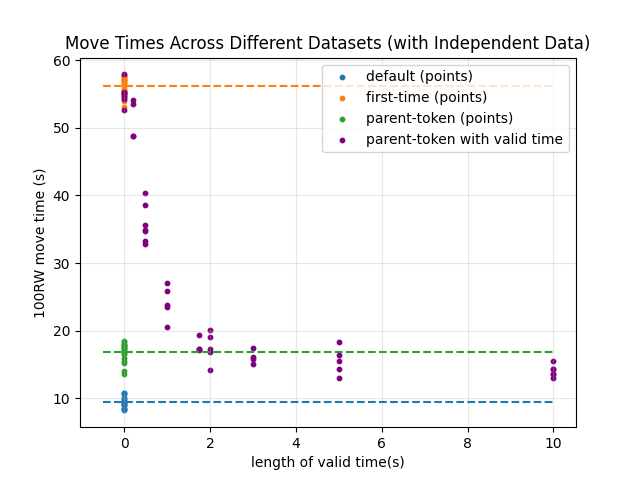 Move Times Across Different Datasets (with Independent Data)
60
50
40
30
20
10
100RW move time (s)
default (points)
first-time (points)
parent-token (points)
parent-token with valid time
0
2
4
6
8
10
length of valid time(s)